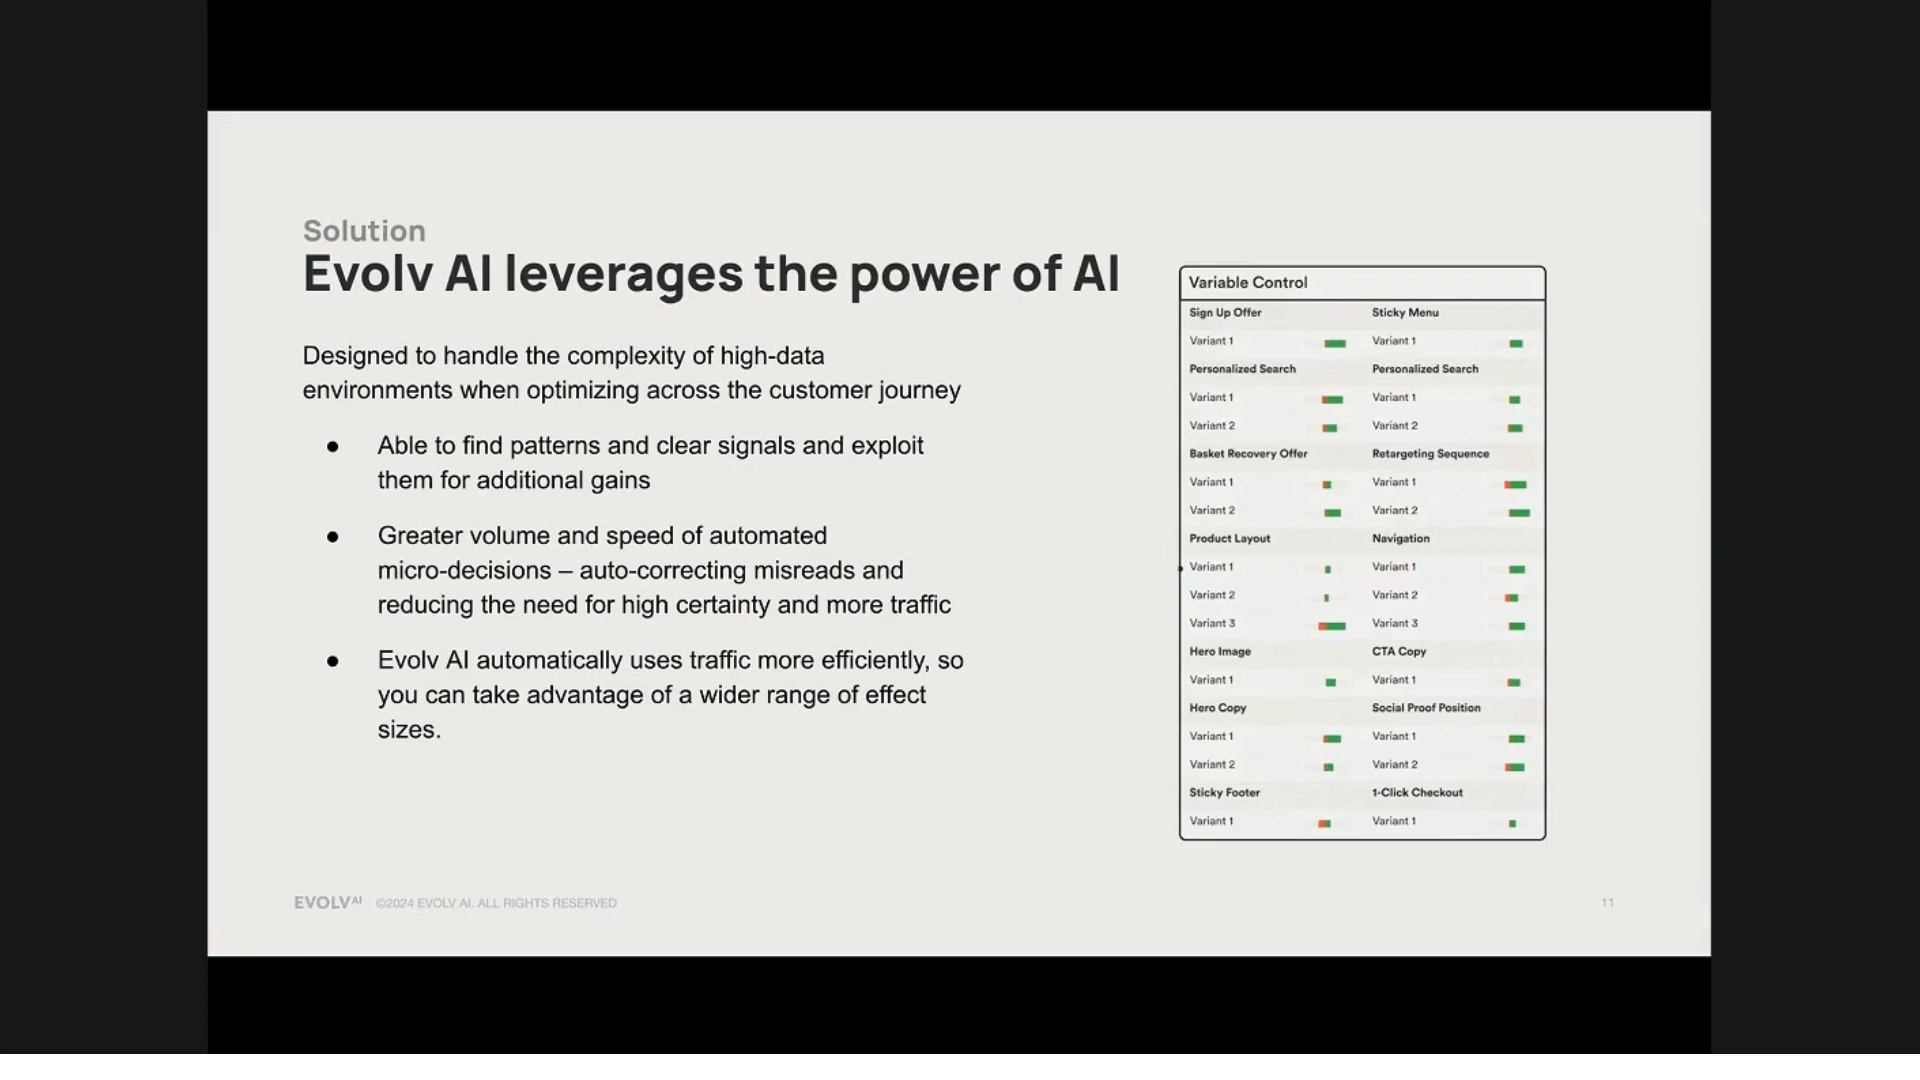 Solution
Evolv AI leverages the power of AI
Designed to handle the complexity of high-data
environments when optimizing across the customer journey
● Able to find patterns and clear signals and exploit
them for additional gains
● Greater volume and speed of automated
micro-decisions – auto-correcting misreads and
reducing the need for high certainty and more traffic
● Evolv AI automatically uses traffic more efficiently, so
you can take advantage of a wider range of effect
sizes.
Variable Control
Sign Up Offer Sticky Menu
Variant 1 Variant 1
Personalized Search Personalized Search
Variant 1 Variant 1
Variant 2 Variant 2
Basket Recovery Offer Retargeting Sequence
Variant 1 Variant 1
Variant 2 Variant 2
Product Layout Navigation
Variant 1 Variant 1
Variant 2 Variant 2
Variant 3 Variant 3
Hero Image CTA Copy
Variant 1 Variant 1
Hero Copy Social Proof Position
Variant 1 Variant 1
Variant 2 Variant 2
Sticky Footer 1-Click Checkout
Variant 1 Variant 1
EVOLV AI ©2024 EVOLV AI. ALL RIGHTS RESERVED 11